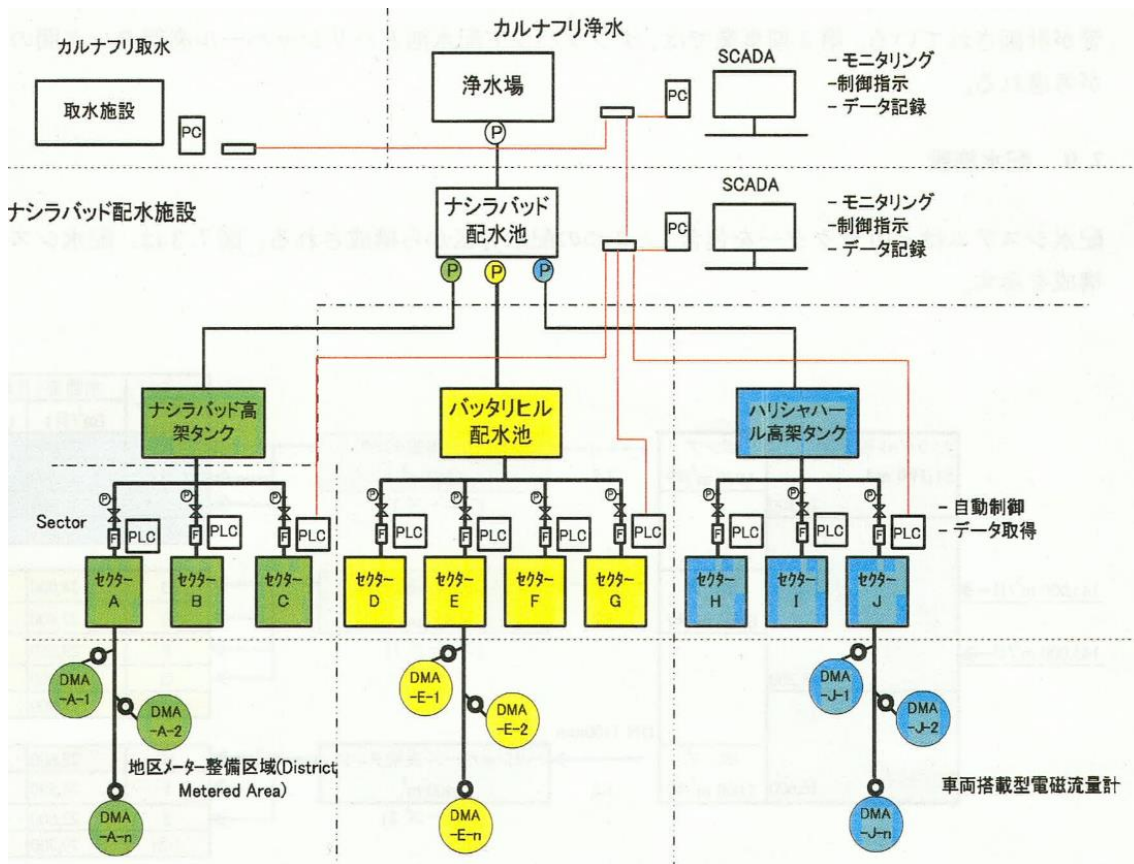 カルナフリ取水
カルナフリ浄水
取水施設
PC
浄水場
P
PC
SCADA
- モニタリング
-制御指示
- データ記録
ナシラバッド配水施設
ナシラバッド
配水池
P
P
P
PC
SCADA
- モニタリング
制御指示
- データ記録
ナシラバッド高
架タンク
バッタリヒル
配水池
ハリシャハー
ル高架タンク
Sector
P
P
P
P
P
P
P
P
P
P
F
PLC
F
PLC
F
PLC
F
PLC
F
PLC
F
PLC
F
PLC
F
PLC
F
PLC
F
PLC
- 自動制御
- データ取得
セクター
A
セクター
B
セクター
C
セクター
D
セクター
E
セクター
F
セクター
G
セクター
H
セクター
I
セクター
J
DMA
-A-1
DMA
-A-2
DMA
-E-1
DMA
-E-2
DMA
-J-1
DMA
-J-2
地区メーター整備区域(District
Metered Area)
車両搭載型電磁流量計
DMA
-A-n
DMA
-E-n
DMA
-J-n